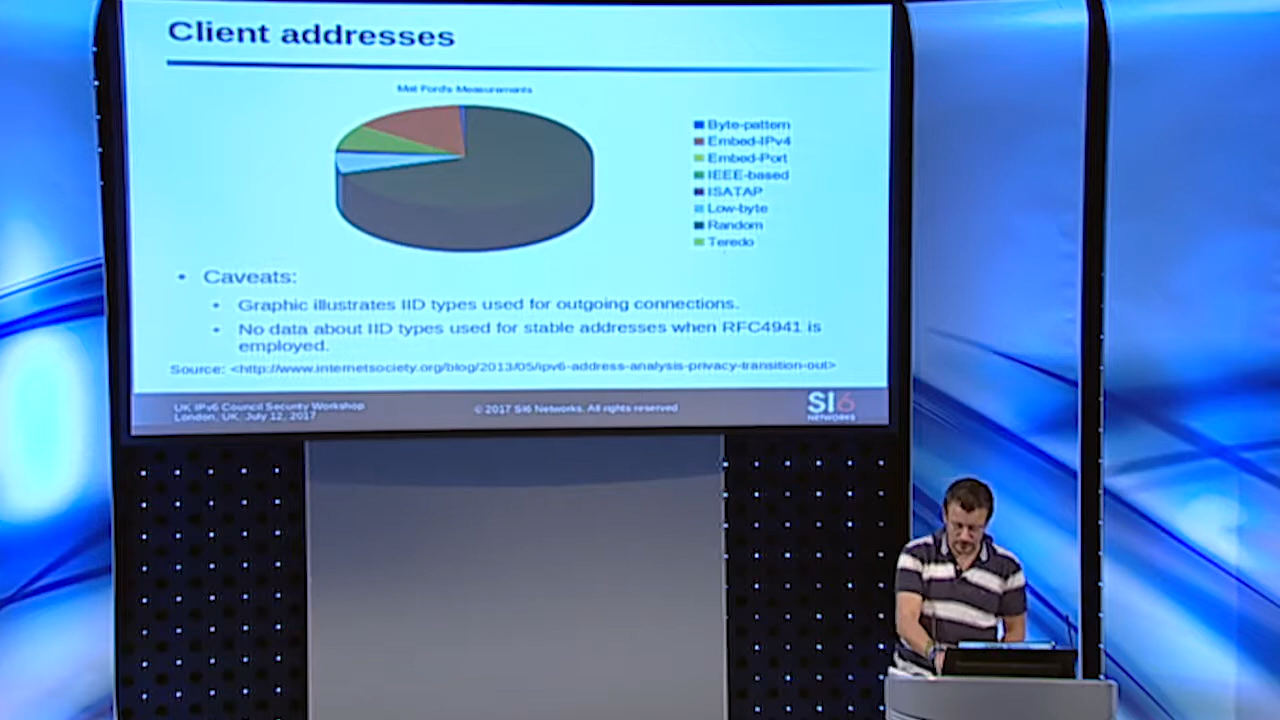 Client addresses
Mat Ford's Measurements
Byte-pattern
Embed-IPv4
Embed-Port
IEEE-based
ISATAP
Low-byte
Random
Teredo
• Caveats:
• Graphic illustrates IID types used for outgoing connections.
• No data about IID types used for stable addresses when RFC4941 is
employed.
Source: <http://www.internetsociety.org/blog/2013/05/ipv6-address-analysis-privacy-transition-out>
UK IPv6 Council Security Workshop
London, UK. July 12, 2017
© 2017 SI6 Networks. All rights reserved
SI6
NETWORKS